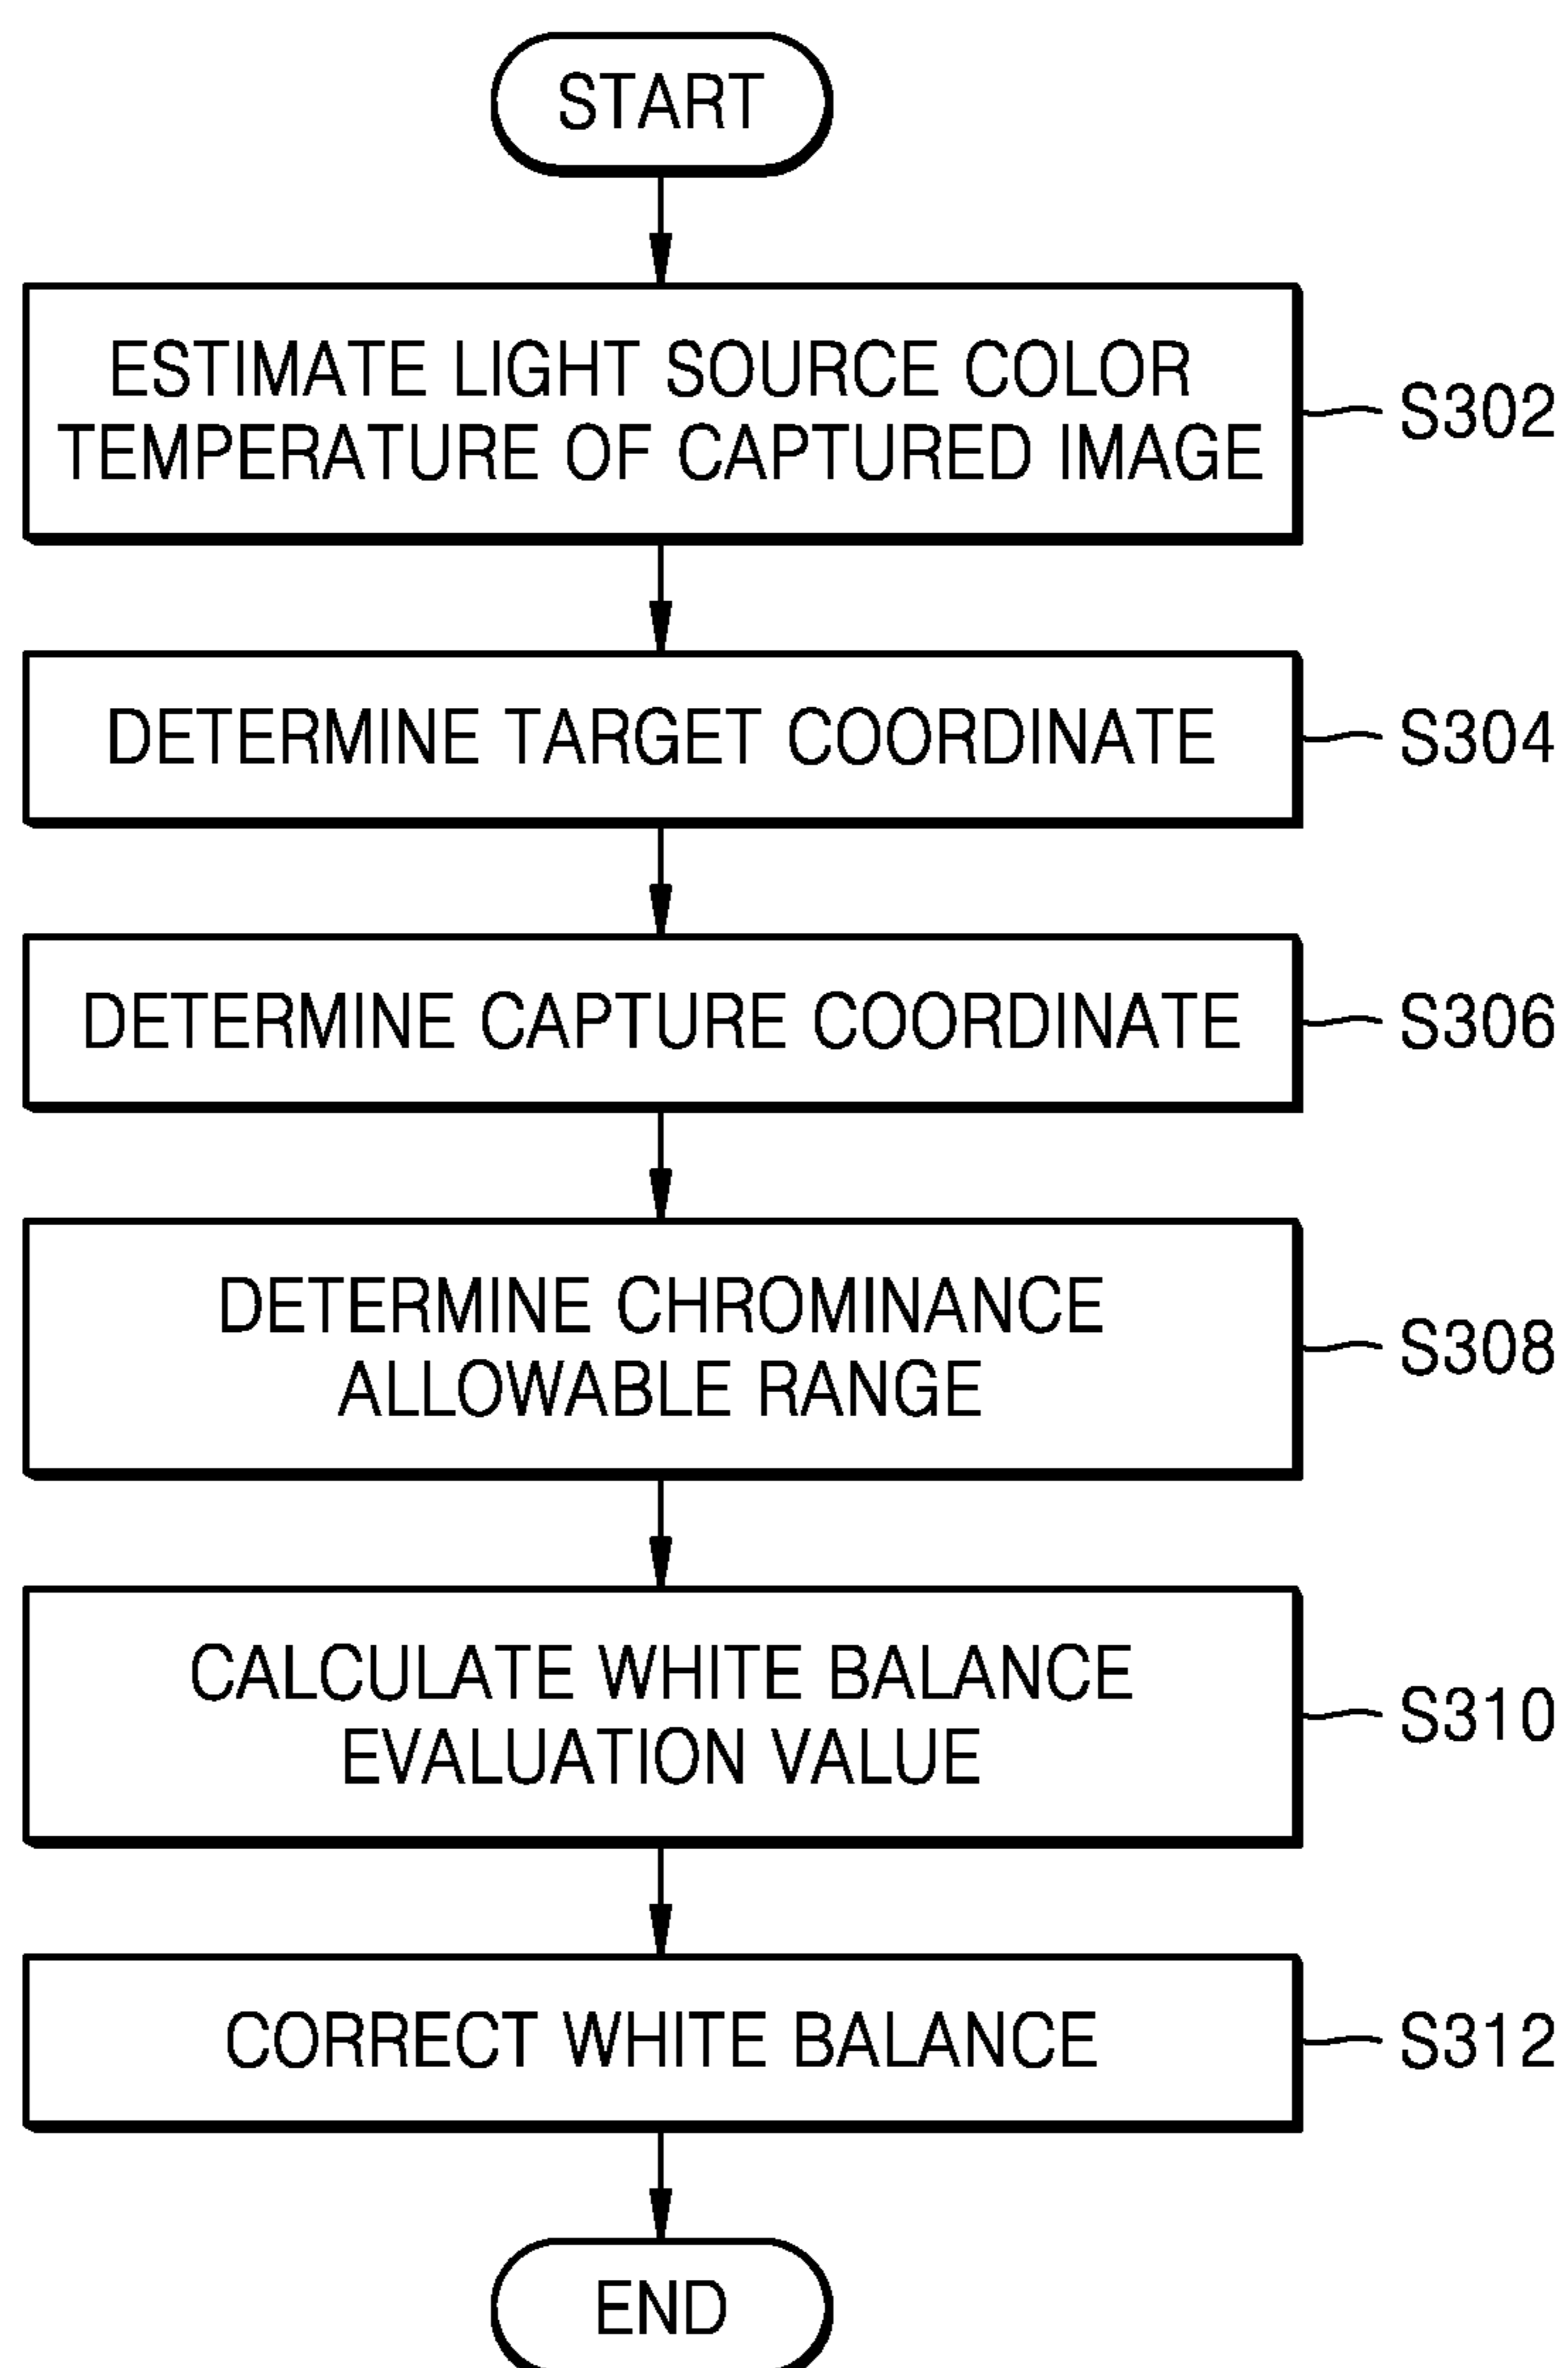 START
ESTIMATE LIGHT SOURCE COLOR
TEMPERATURE OF CAPTURED IMAGE
S302
DETERMINE TARGET COORDINATE
S304
DETERMINE CAPTURE COORDINATE
S306
DETERMINE CHROMINANCE
ALLOWABLE RANGE
S308
CALCULATE WHITE BALANCE
EVALUATION VALUE
S310
CORRECT WHITE BALANCE
S312
END